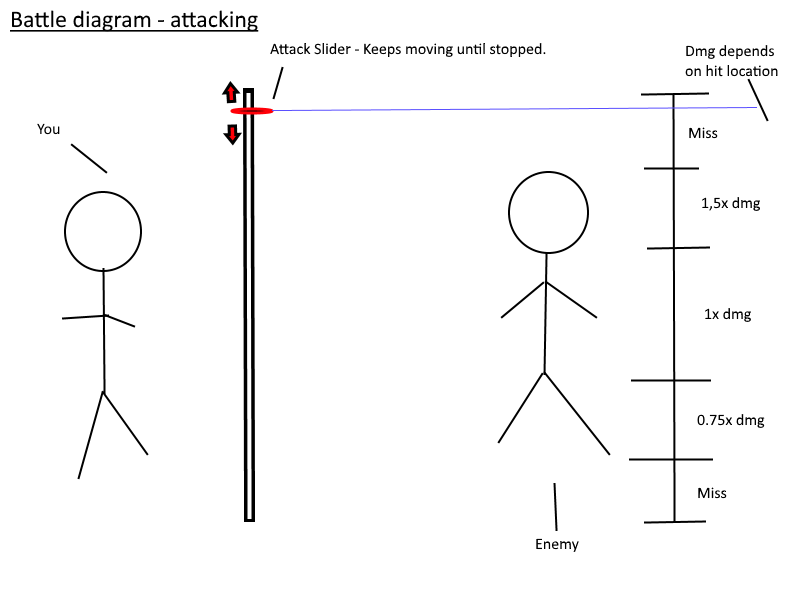 Battle diagram - attacking
Attack Slider - Keeps moving until stopped.
Dmg depends
on hit location
You
Miss
1,5x dmg
1x dmg
0.75x dmg
Miss
Enemy